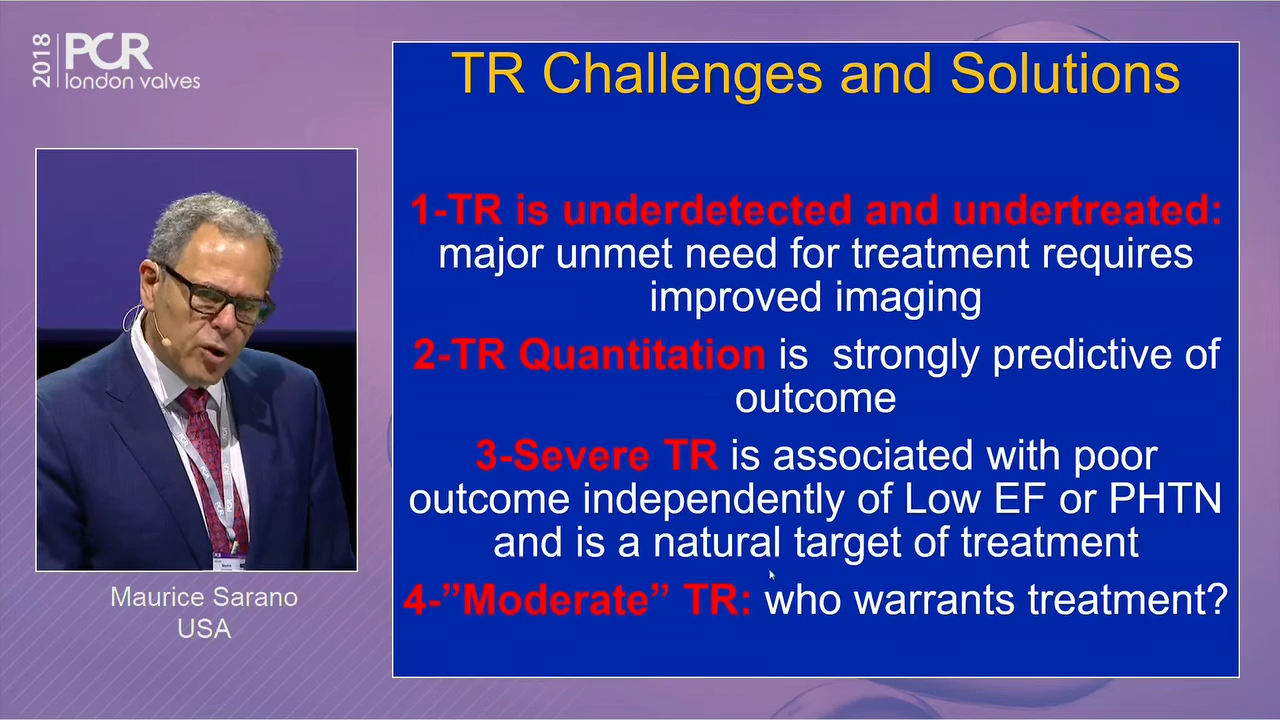 2018
PCR
london valves
TR Challenges and Solutions
1-TR is underdetected and undertreated:
major unmet need for treatment requires
improved imaging
2-TR Quantitation is strongly predictive of
outcome
3-Severe TR is associated with poor
outcome independently of Low EF or PHTN
and is a natural target of treatment
4-”Moderate” TR: who warrants treatment?
Maurice Sarano
USA